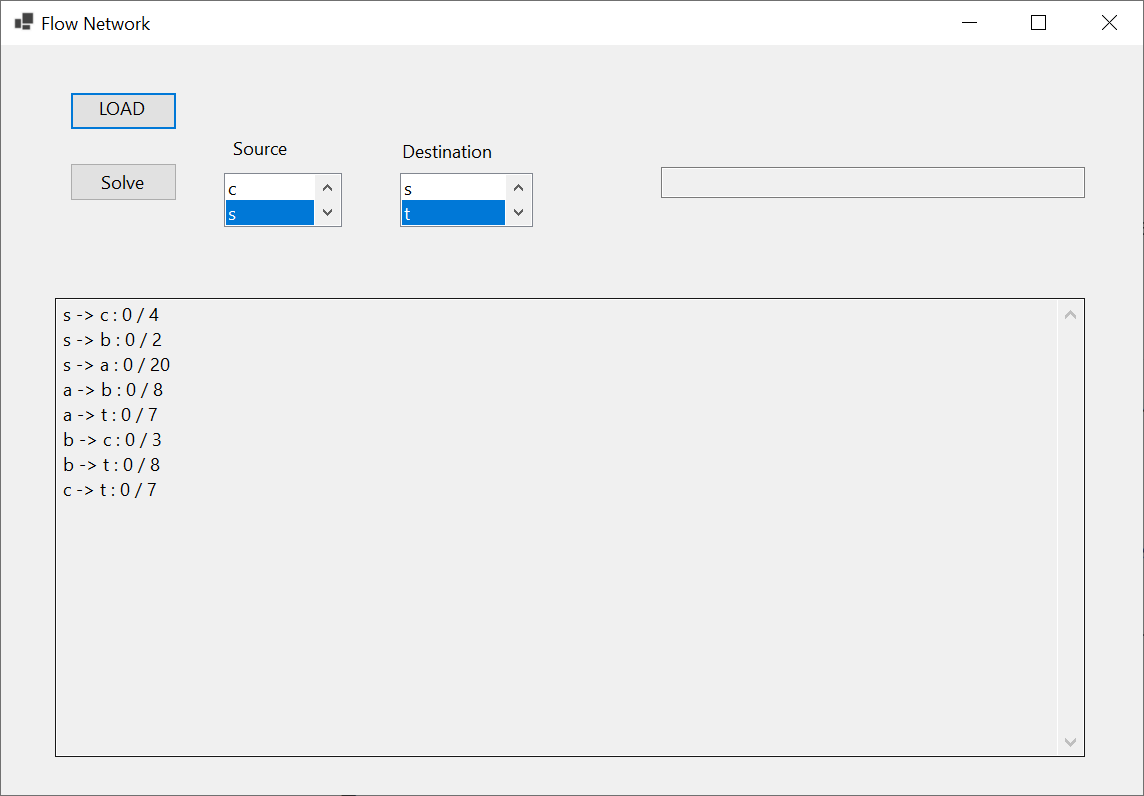 Flow Network
LOAD
Source
Destination
Solve
c
s
s
t
s -> c : 0 / 4
s -> b : 0 / 2
s -> a : 0 / 20
a -> b : 0 / 8
a -> t : 0 / 7
b -> c : 0 / 3
b -> t : 0 / 8
c -> t : 0 / 7